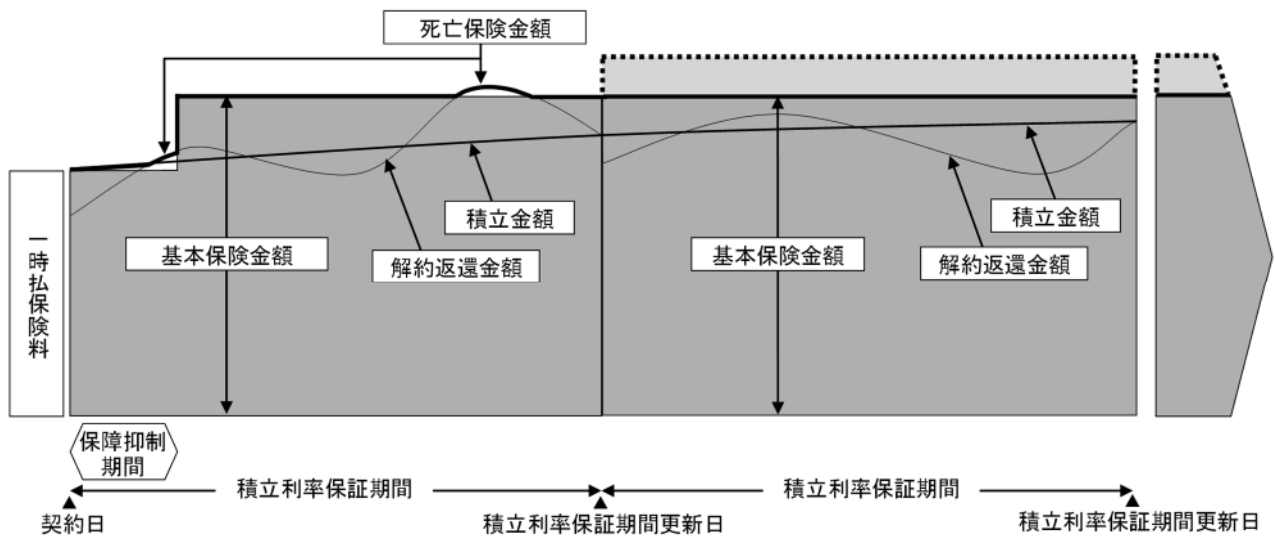 死亡保険金額
一時払保険料
基本保険金額
積立金額
解約返還金額
基本保険金額
積立金額
解約返還金額
保障抑制
期間
積立利率保証期間
積立利率保証期間
契約日
積立利率保証期間更新日
積立利率保証期間更新日